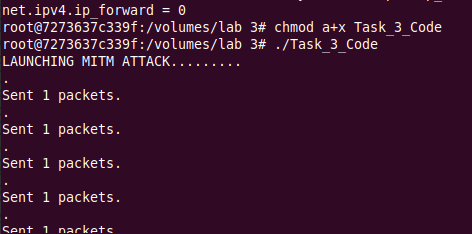 net.ipv4.ip_forward = 0
root@7273637c339f:/volumes/lab 3# chmod a+x Task_3_Code
root@7273637c339f:/volumes/lab 3# ./Task_3_Code
LAUNCHING MITM ATTACK.........
.
Sent 1 packets.
.
Sent 1 packets.
.
Sent 1 packets.
.
Sent 1 packets.
.
Sent 1 packets